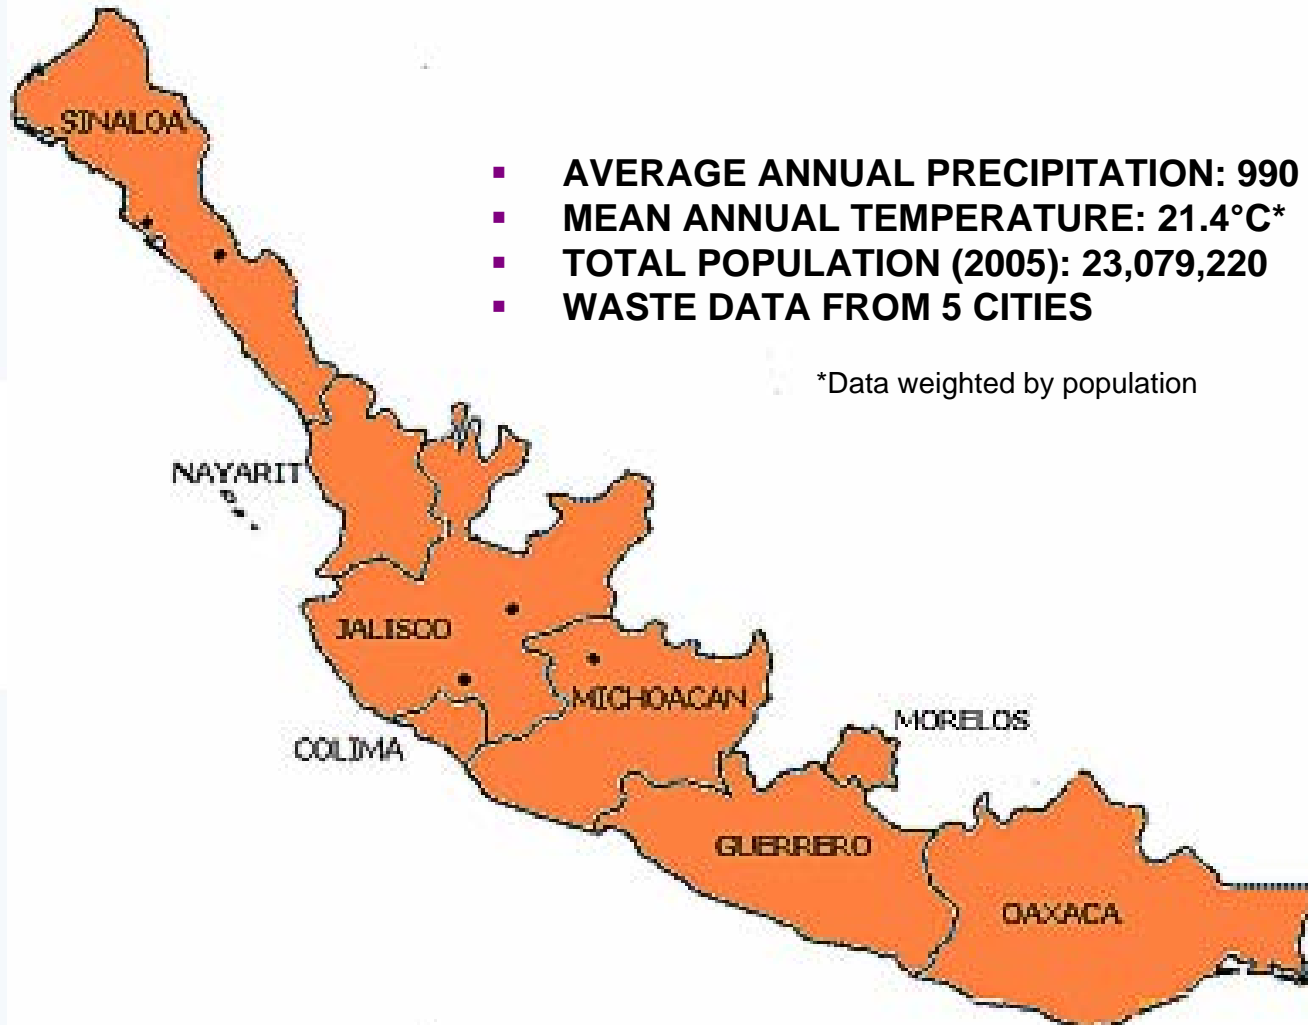 SINALOA
▪ AVERAGE ANNUAL PRECIPITATION: 990
▪ MEAN ANNUAL TEMPERATURE: 21.4°C*
▪ TOTAL POPULATION (2005): 23,079,220
▪ WASTE DATA FROM 5 CITIES
*Data weighted by population
NAYARIT
JALISCO
MICHOACAN
COLIMA
MORELOS
GUERRERO
OAXACA